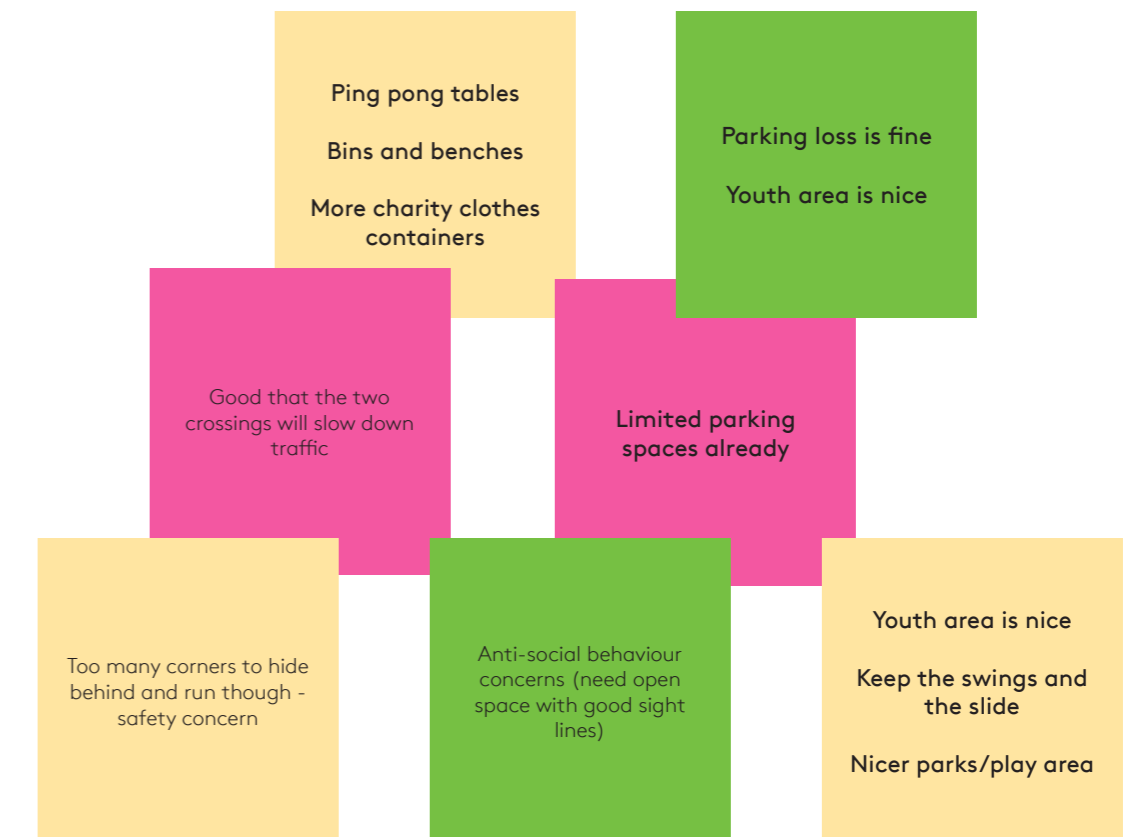 Ping pong tables
Bins and benches
More charity clothes
containers
Parking loss is fine
Youth area is nice
Good that the two
crossings will slow down
traffic
Limited parking
spaces already
Too many corners to hide
behind and run though -
safety concern
Anti-social behaviour
concerns (need open
space with good sight
lines)
Youth area is nice
Keep the swings and
the slide
Nicer parks/play area